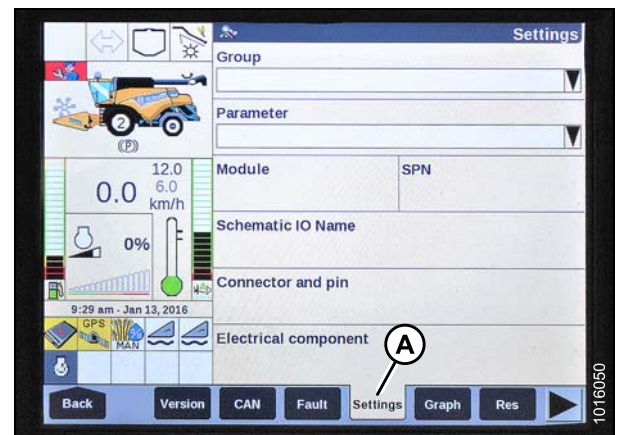 Settings
Group
Parameter
2
(P)
Module SPN
12.0
0.0 6.0
km/h
Schematic IO Name
0%
Connector and pin
9:29 am - Jan 13, 2016
GPS
MAN
Electrical component
A
Back Version CAN Fault Settings Graph Res
1016050